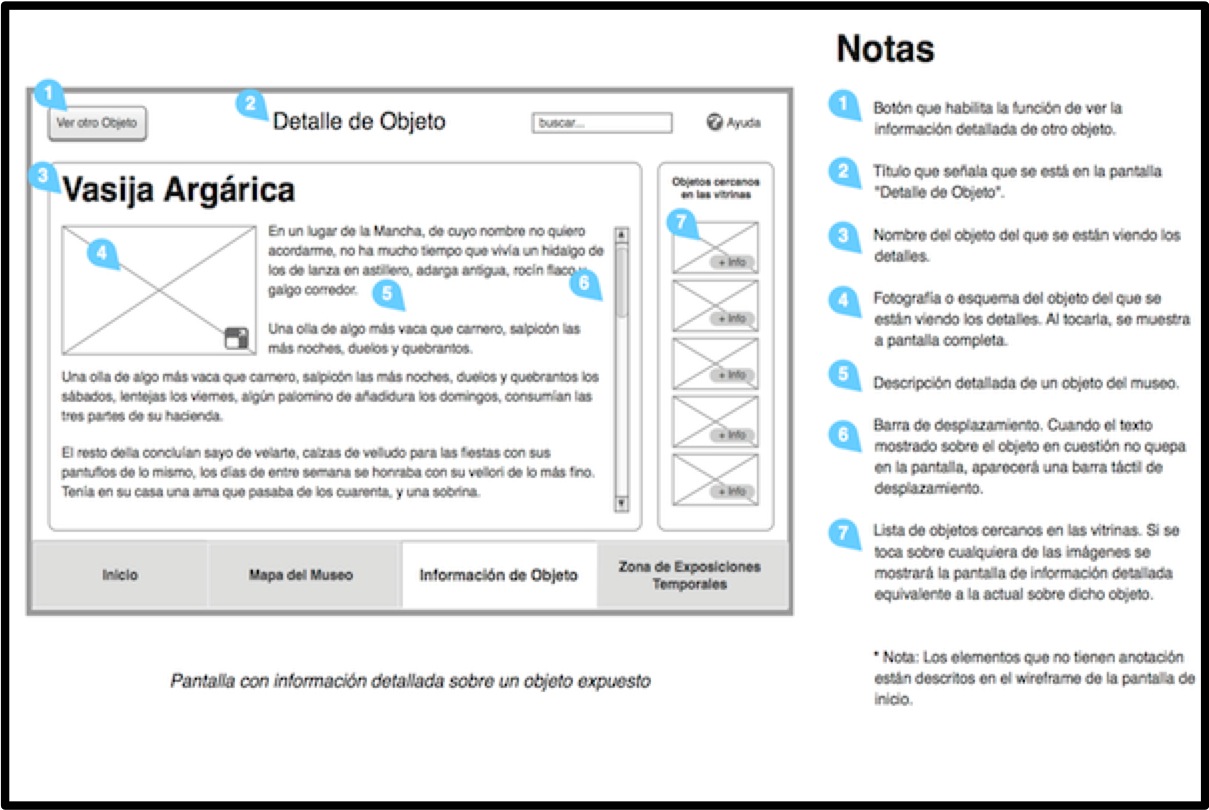 Notas
1
Ver otro Objeto
2
Detalle de Objeto
buscar...
Ayuda
3
Vasija Argárica
4
En un lugar de la Mancha, de cuyo nombre no quiero
acordarme, no ha mucho tiempo que vivía un hidalgo de
los de lanza en astillero, adarga antigua, rocín flaco y
galgo corredor.
5
6
Una olla de algo más vaca que carnero, salpicón las
más noches, duelos y quebrantos.
Una olla de algo más vaca que carnero, salpicón las más noches, duelos y quebrantos los
sábados, lentejas los viernes, algún palomino de añadidura los domingos, consumían las
tres partes de su hacienda.
El resto della concluían sayo de velarte, calzas de velludo para las fiestas con sus
pantuflos de lo mismo, los días de entre semana se honraba con su vellori de lo más fino.
Tenía en su casa una ama que pasaba de los cuarenta, y una sobrina.
Objetos cercanos
en las vitrinas
7
+ Info
+ Info
+ Info
+ Info
+ Info
Inicio
Mapa del Museo
Información de Objeto
Zona de Exposiciones
Temporales
Pantalla con información detallada sobre un objeto expuesto
1
Botón que habilita la función de ver la
información detallada de otro objeto.
2
Título que señala que se está en la pantalla
"Detalle de Objeto".
3
Nombre del objeto del que se están viendo los
detalles.
4
Fotografía o esquema del objeto del que se
están viendo los detalles. Al tocarla, se muestra
a pantalla completa.
5
Descripción detallada de un objeto del museo.
6
Barra de desplazamiento. Cuando el texto
mostrado sobre el objeto en cuestión no quepa
en la pantalla, aparecerá una barra táctil de
desplazamiento.
7
Lista de objetos cercanos en las vitrinas. Si se
toca sobre cualquiera de las imágenes se
mostrará la pantalla de información detallada
equivalente a la actual sobre dicho objeto.
* Nota: Los elementos que no tienen anotación
están descritos en el wireframe de la pantalla de
inicio.